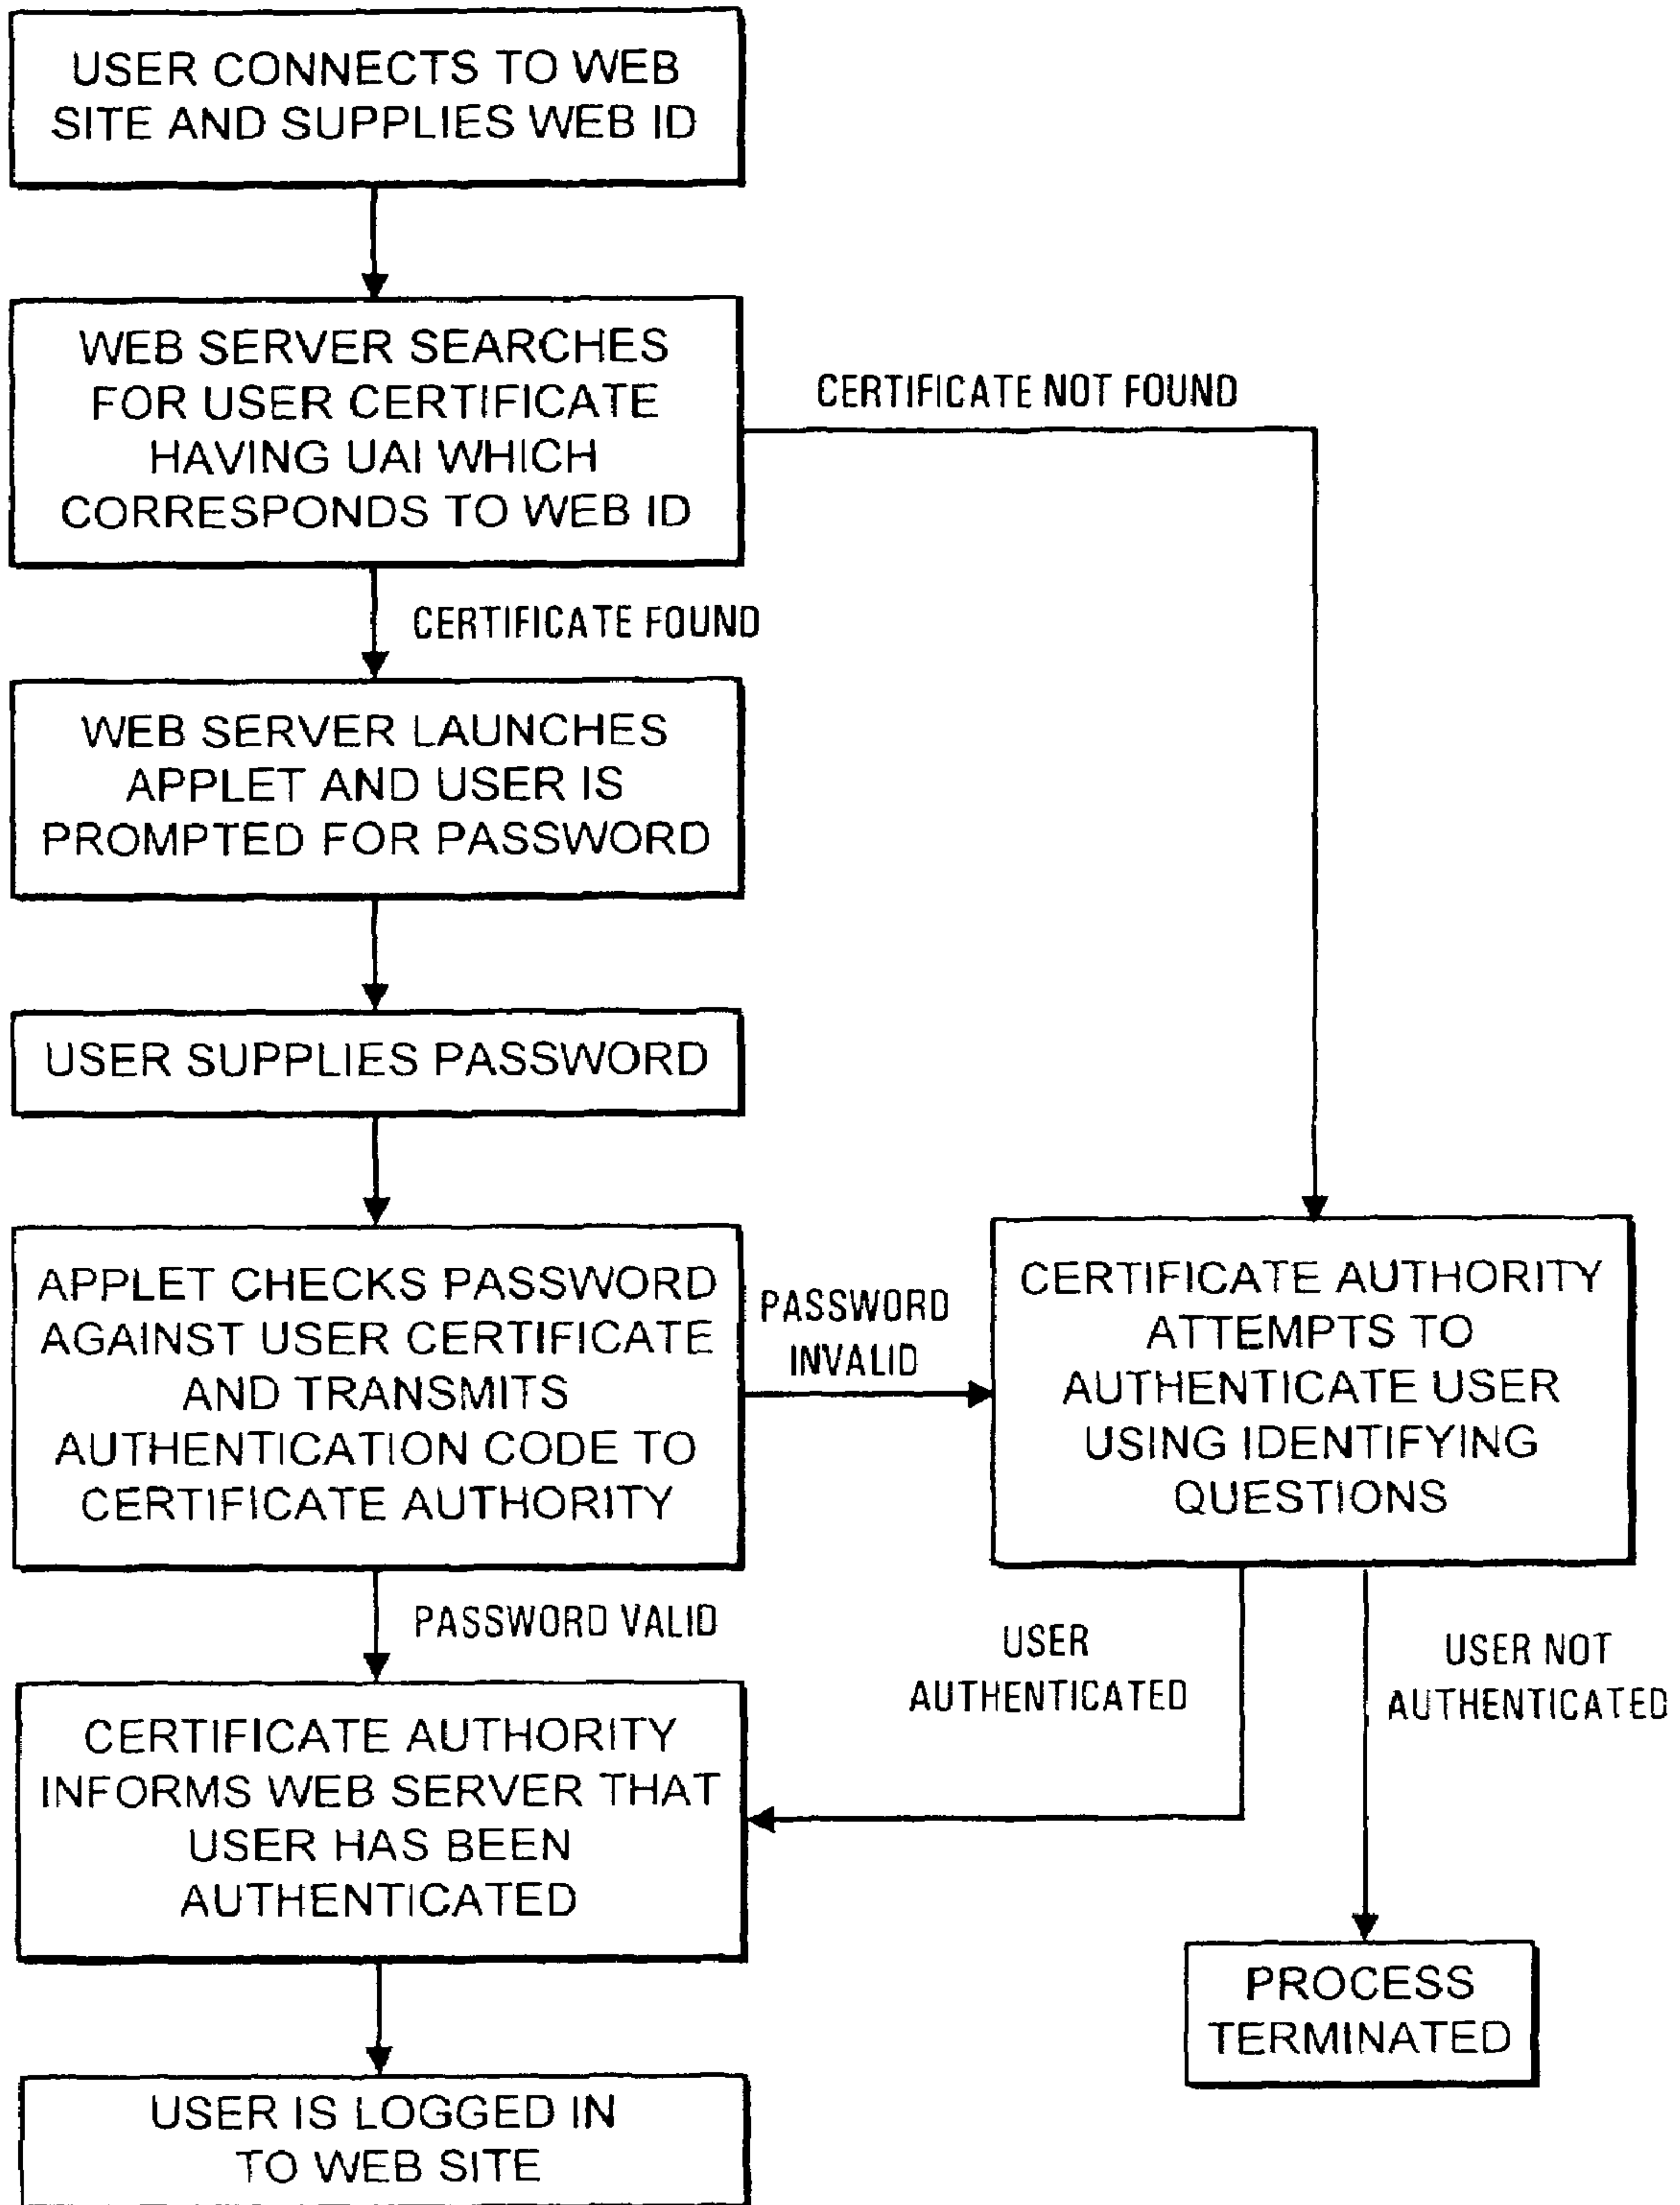 USER CONNECTS TO WEB
SITE AND SUPPLIES WEB ID
WEB SERVER SEARCHES
FOR USER CERTIFICATE
HAVING UAI WHICH
CORRESPONDS TO WEB ID
CERTIFICATE NOT FOUND
CERTIFICATE FOUND
WEB SERVER LAUNCHES
APPLET AND USER IS
PROMPTED FOR PASSWORD
USER SUPPLIES PASSWORD
APPLET CHECKS PASSWORD
AGAINST USER CERTIFICATE
AND TRANSMITS
AUTHENTICATION CODE TO
CERTIFICATE AUTHORITY
PASSWORD
INVALID
CERTIFICATE AUTHORITY
ATTEMPTS TO
AUTHENTICATE USER
USING IDENTIFYING
QUESTIONS
PASSWORD VALID
USER
AUTHENTICATED
USER NOT
AUTHENTICATED
CERTIFICATE AUTHORITY
INFORMS WEB SERVER THAT
USER HAS BEEN
AUTHENTICATED
PROCESS
TERMINATED
USER IS LOGGED IN
TO WEB SITE